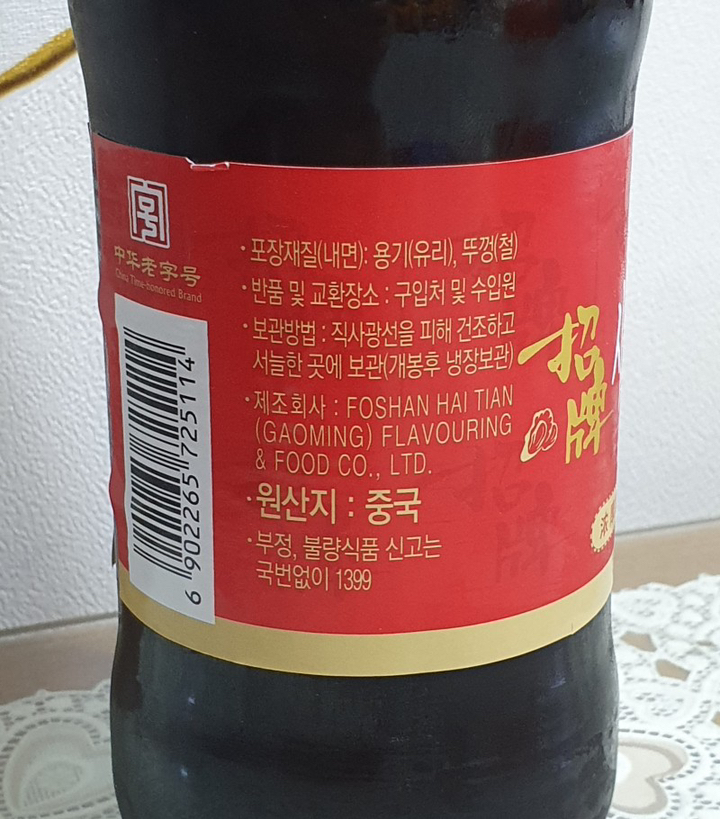 中华老字号
China Time-honored Brand
6 902265 725114
· 포장재질(내면): 용기(유리), 뚜껑(철)
· 반품 및 교환장소 : 구입처 및 수입원
· 보관방법 : 직사광선을 피해 건조하고
서늘한 곳에 보관(개봉후 냉장보관)
· 제조회사 : FOSHAN HAI TIAN
(GAOMING) FLAVOURING
& FOOD CO., LTD.
· 원산지 : 중국
· 부정, 불량식품 신고는
국번없이 1399
招
牌